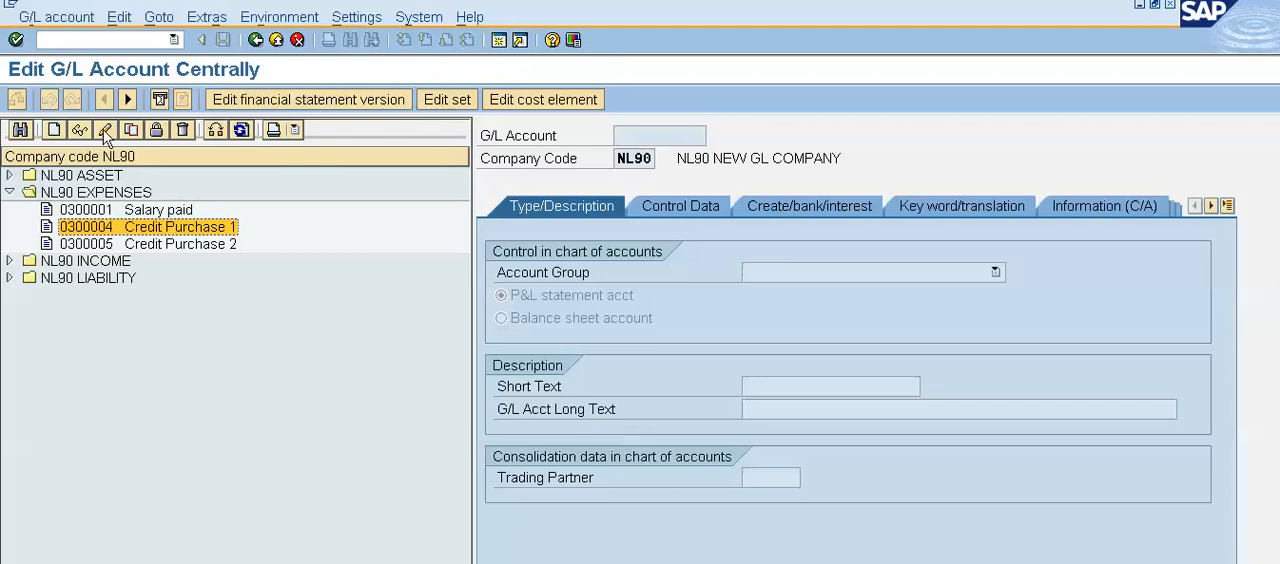 G/L account Edit Goto Extras Environment Settings System Help
SAP
Edit G/L Account Centrally
Edit financial statement version Edit set Edit cost element
Company code NL90
NL90 ASSET
NL90 EXPENSES
0300001 Salary paid
0300004 Credit Purchase 1
0300005 Credit Purchase 2
NL90 INCOME
NL90 LIABILITY
G/L Account
Company Code NL90 NL90 NEW GL COMPANY
Type/Description Control Data Create/bank/interest Key word/translation Information (C/A)
Control in chart of accounts
Account Group
P&L statement acct
Balance sheet account
Description
Short Text
G/L Acct Long Text
Consolidation data in chart of accounts
Trading Partner